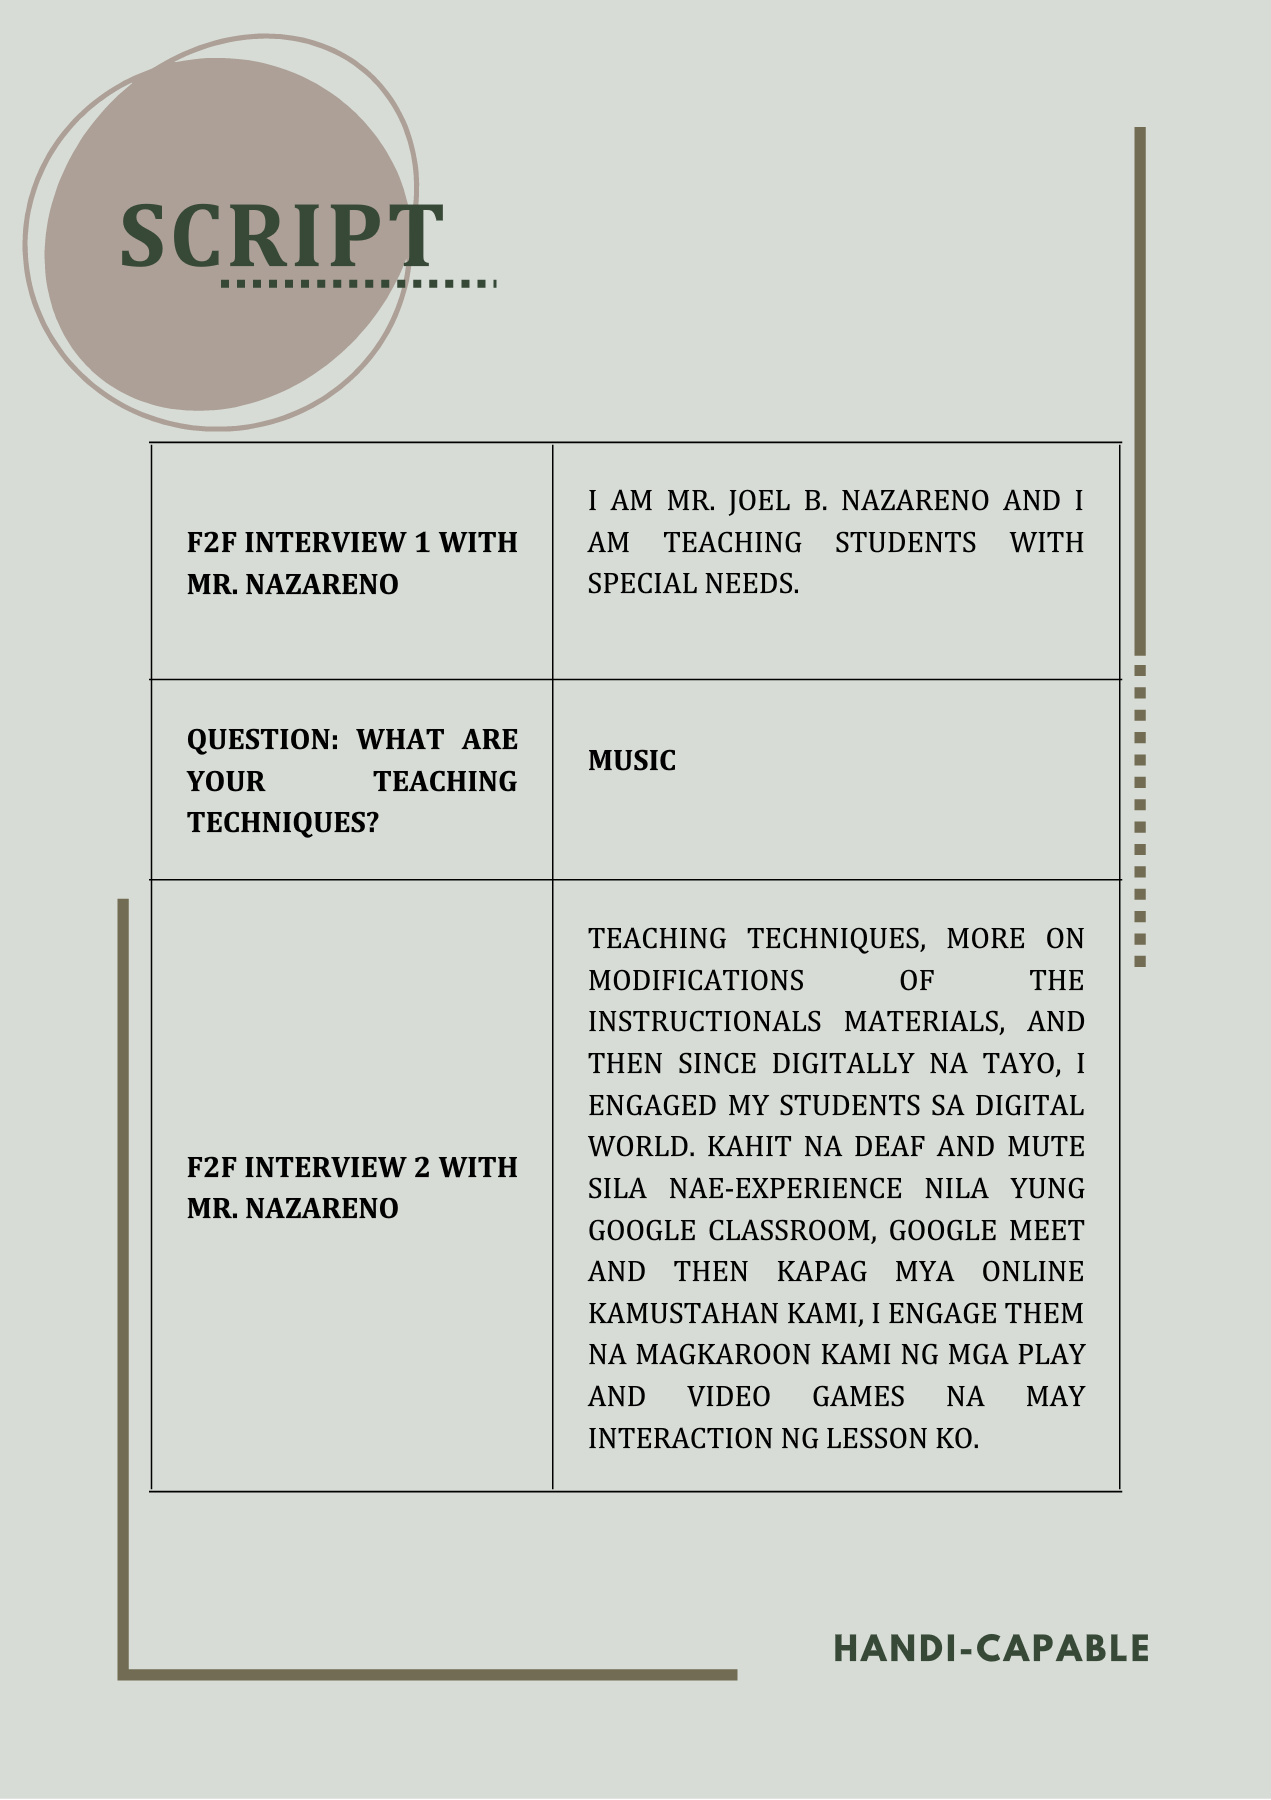 SCRIPT
F2F INTERVIEW 1 WITH
MR. NAZARENO
I AM MR. JOEL B. NAZARENO AND I
AM TEACHING STUDENTS WITH
SPECIAL NEEDS.
QUESTION: WHAT ARE
YOUR TEACHING
TECHNIQUES?
MUSIC
F2F INTERVIEW 2 WITH
MR. NAZARENO
TEACHING TECHNIQUES, MORE ON
MODIFICATIONS OF THE
INSTRUCTIONALS MATERIALS, AND
THEN SINCE DIGITALLY NA TAYO, I
ENGAGED MY STUDENTS SA DIGITAL
WORLD. KAHIT NA DEAF AND MUTE
SILA NAE-EXPERIENCE NILA YUNG
GOOGLE CLASSROOM, GOOGLE MEET
AND THEN KAPAG MYA ONLINE
KAMUSTAHAN KAMI, I ENGAGE THEM
NA MAGKAROON KAMI NG MGA PLAY
AND VIDEO GAMES NA MAY
INTERACTION NG LESSON KO.
HANDI-CAPABLE